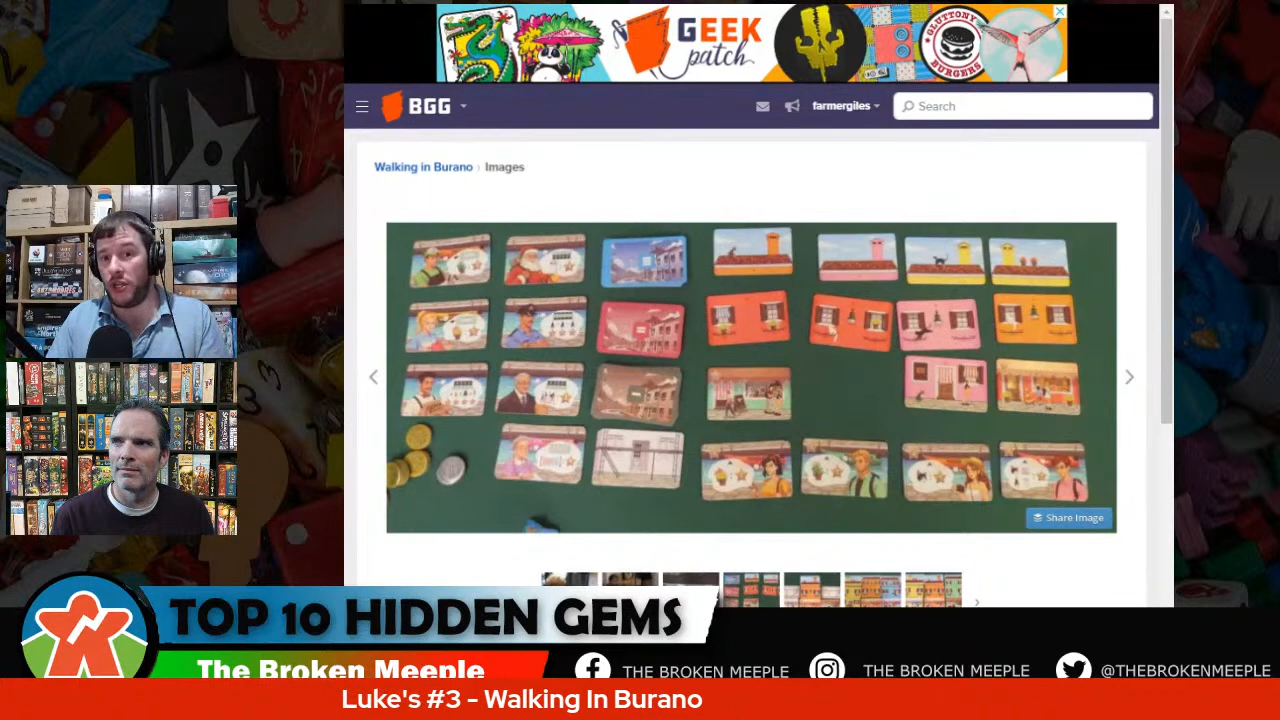 GEEK
patch
GLUTTONY
BURGERS
BGG
farmergiles
Search
Walking in Burano › Images
Share Image
TOP 10 HIDDEN GEMS
The Broken Meeple
THE BROKEN MEEPLE
THE BROKEN MEEPLE
@THEBROKENMEEPLE
Luke's #3 - Walking In Burano